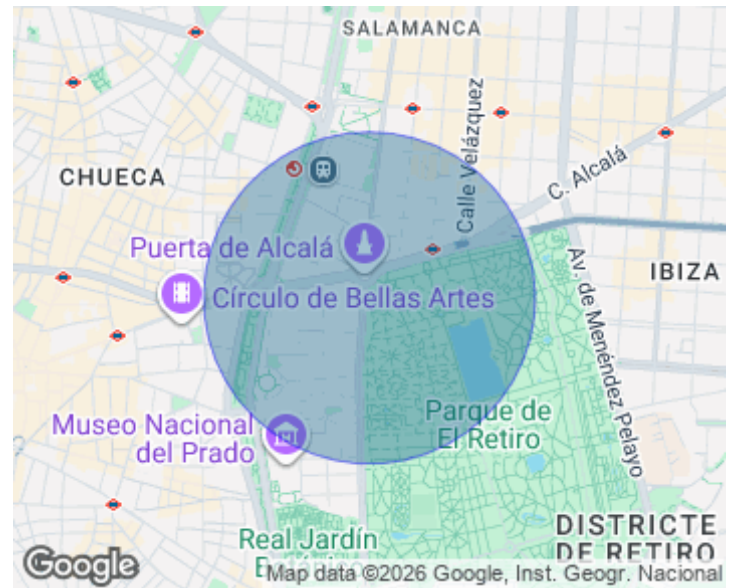 SALAMANCA
CHUECA
Calle Velázquez
C. Alcalá
Puerta de Alcalá
Círculo de Bellas Artes
IBIZA
Av. de Menéndez Pelayo
Museo Nacional
del Prado
Parque de
El Retiro
Real Jardín
DISTRICTE
DE RETIRO
Google
Map data ©2026 Google, Inst. Geogr. Nacional